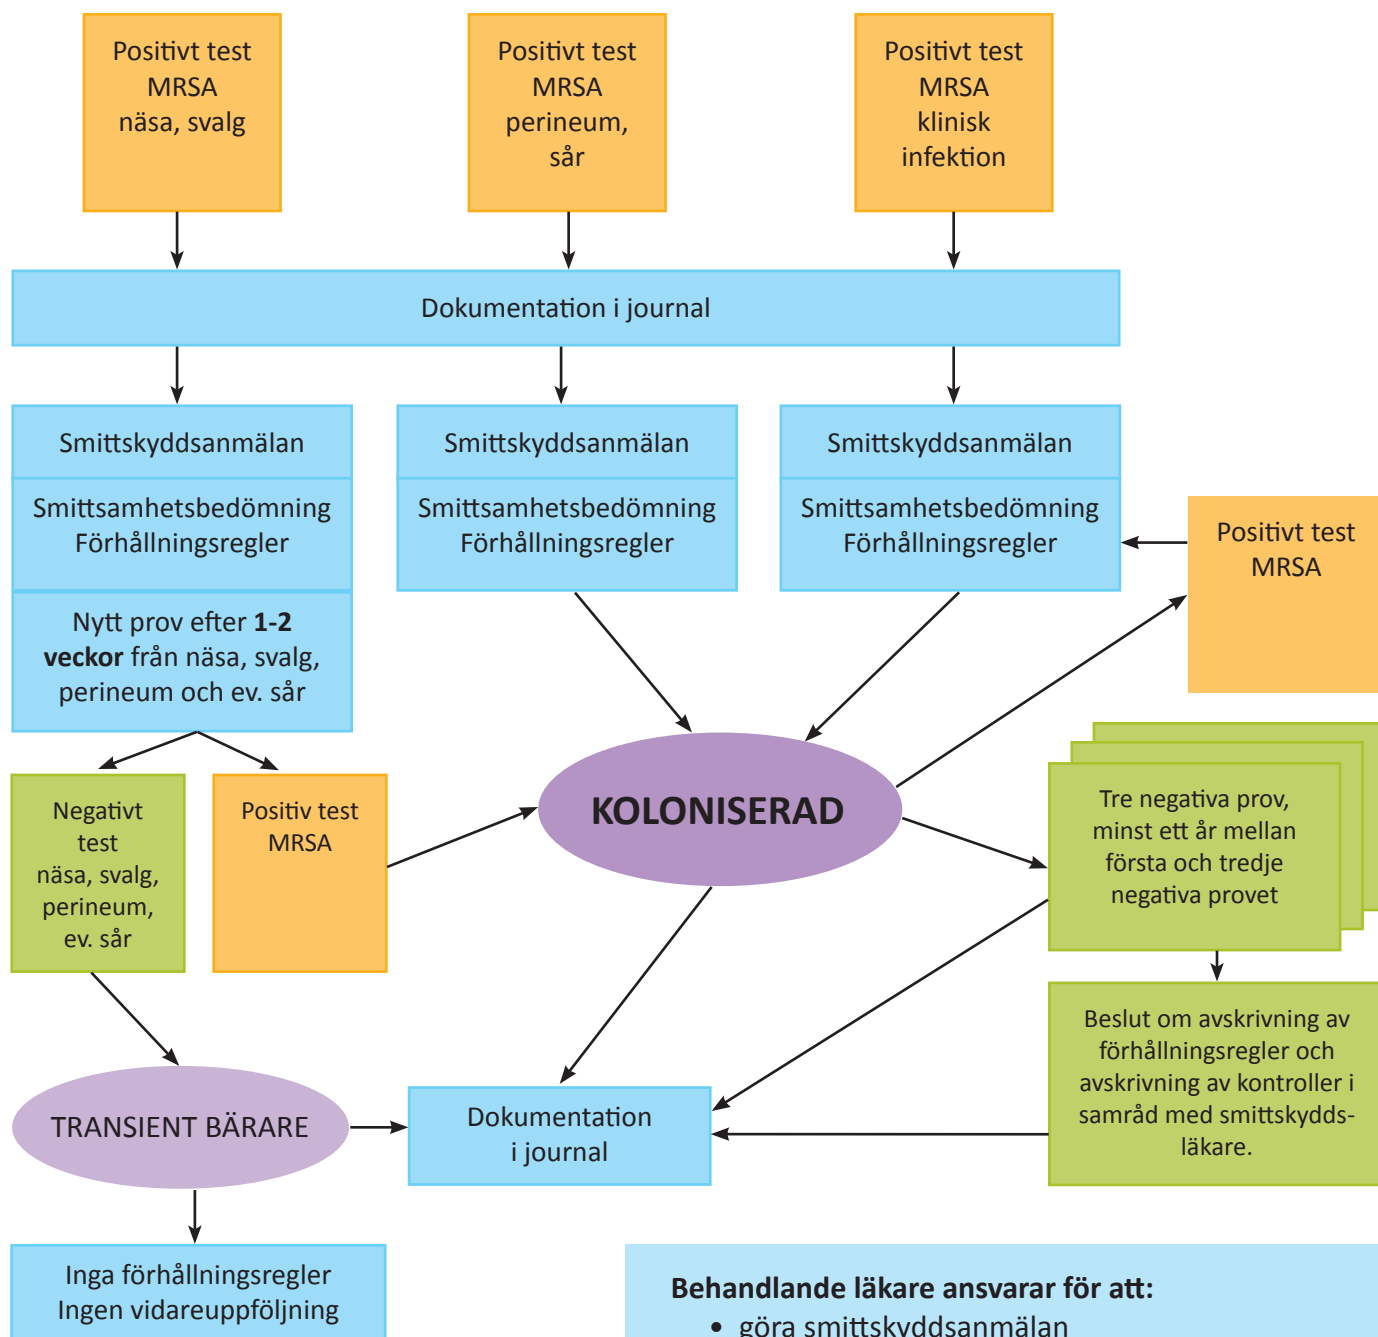 Positivt test
MRSA
näsa, svalg
Positivt test
MRSA
perineum,
sår
Positivt test
MRSA
klinisk
infektion
Dokumentation i journal
Smittskyddsanmälan
Smittsamhetsbedömning
Förhållningsregler
Nytt prov efter 1-2
veckor från näsa, svalg,
perineum och ev. sår
Smittskyddsanmälan
Smittsamhetsbedömning
Förhållningsregler
Smittskyddsanmälan
Smittsamhetsbedömning
Förhållningsregler
Positivt test
MRSA
Negativt
test
näsa, svalg,
perineum,
ev. sår
Positiv test
MRSA
KOLONISERAD
Tre negativa prov,
minst ett år mellan
första och tredje
negativa provet
Beslut om avskrivning av
förhållningsregler och
avskrivning av kontroller i
samråd med smittskydds-
läkare.
TRANSIENT BÄRARE
Dokumentation
i journal
Inga förhållningsregler
Ingen vidareuppföljning
Behandlande läkare ansvarar för att:
• göra smittskyddsanmälan